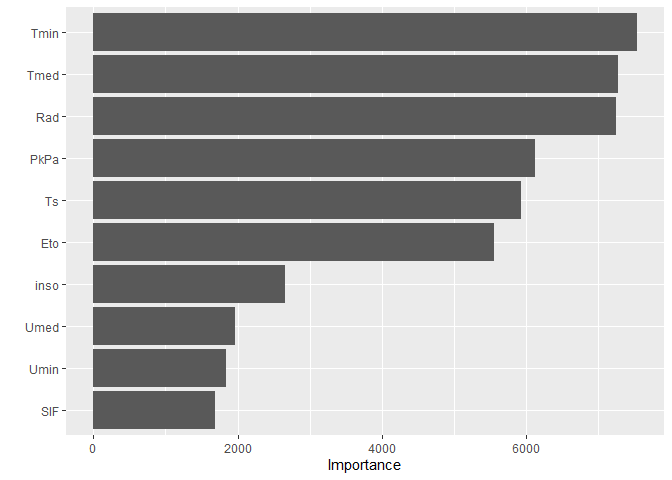 Tmin
Tmed
Rad
PkPa
Ts
Eto
inso
Umed
Umin
SIF
0 2000 4000 6000
Importance